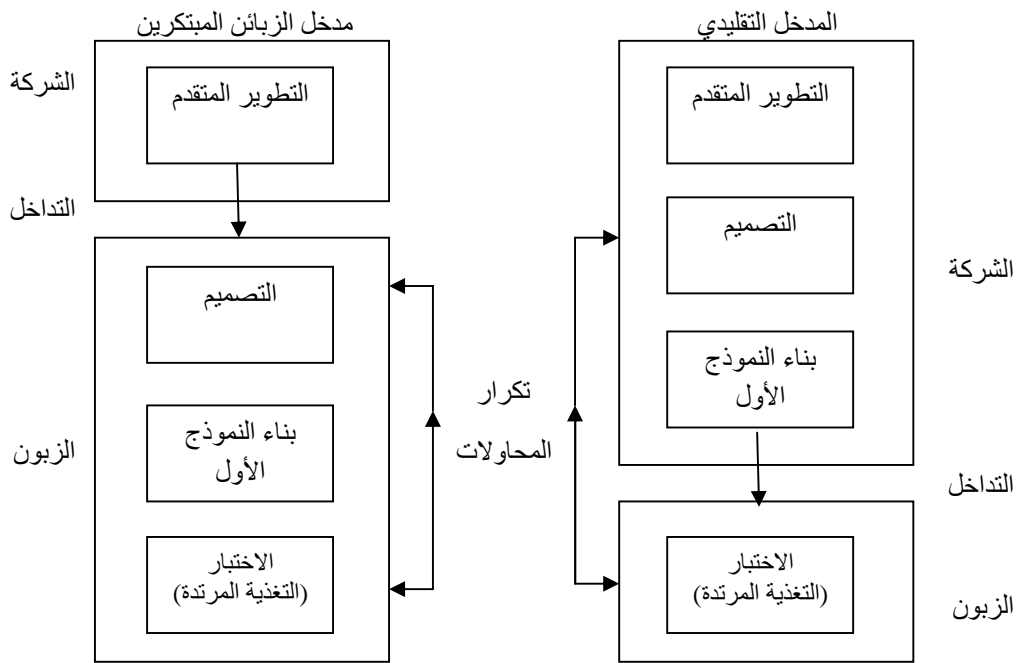 المدخل التقليدي
التطوير المتقدم
التصميم
الشركة
بناء النموذج
الأول
التداخل
الاختبار
(التغذية المرتدة)
الزبون
تكرار
المحاولات
مدخل الزبائن المبتكرين
الشركة
التطوير المتقدم
التداخل
التصميم
بناء النموذج
الأول
الزبون
الاختبار
(التغذية المرتدة)